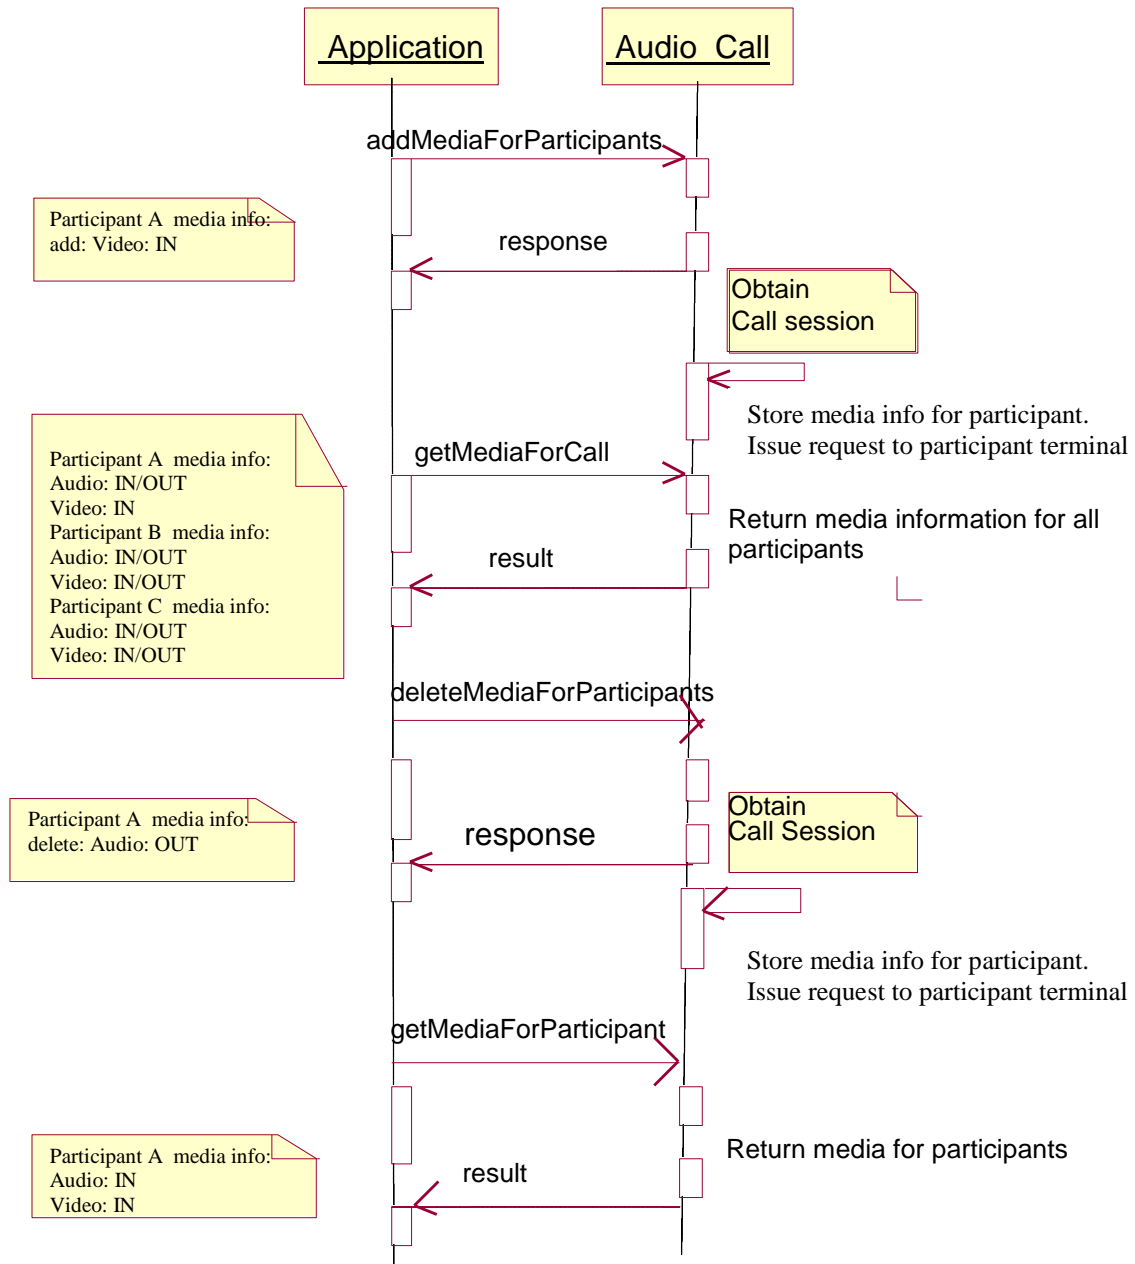 Application
Audio Call
addMediaForParticipants
Participant A media info:
add: Video: IN
response
Obtain
Call session
Store media info for participant.
Issue request to participant terminal
getMediaForCall
Participant A media info:
Audio: IN/OUT
Video: IN
Participant B media info:
Audio: IN/OUT
Video: IN/OUT
Participant C media info:
Audio: IN/OUT
Video: IN/OUT
Return media information for all
participants
result
deleteMediaForParticipants
Participant A media info:
delete: Audio: OUT
response
Obtain
Call Session
Store media info for participant.
Issue request to participant terminal
getMediaForParticipant
Participant A media info:
Audio: IN
Video: IN
Return media for participants
result